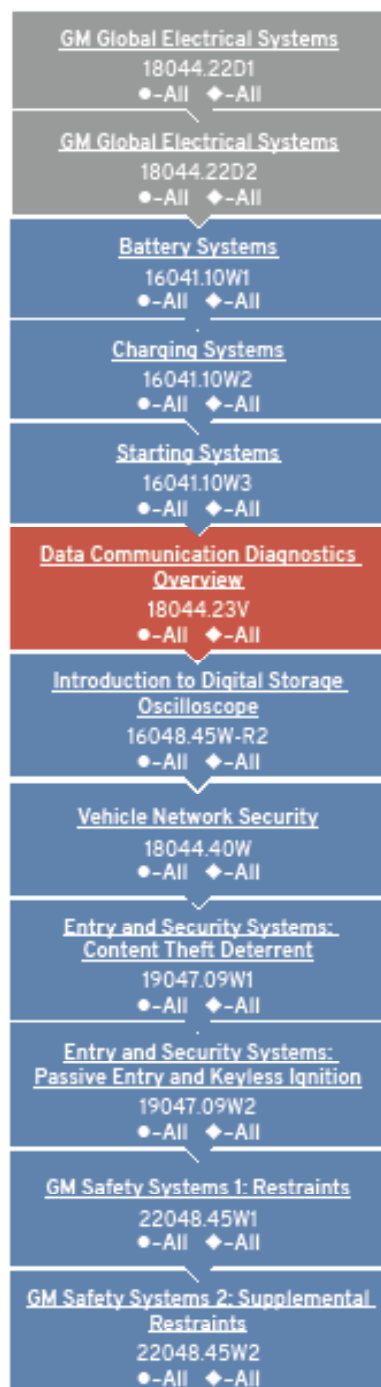 GM Global Electrical Systems
18044.22D1
●-All ◆-All
GM Global Electrical Systems
18044.22D2
●-All ◆-All
Battery Systems
16041.10W1
●-All ◆-All
Charging Systems
16041.10W2
●-All ◆-All
Starting Systems
16041.10W3
●-All ◆-All
Data Communication Diagnostics
Overview
18044.23V
●-All ◆-All
Introduction to Digital Storage
Oscilloscope
16048.45W-R2
●-All ◆-All
Vehicle Network Security
18044.40W
●-All ◆-All
Entry and Security Systems:
Content Theft Deterrent
19047.09W1
●-All ◆-All
Entry and Security Systems:
Passive Entry and Keyless Ignition
19047.09W2
●-All ◆-All
GM Safety Systems 1: Restraints
22048.45W1
●-All ◆-All
GM Safety Systems 2: Supplemental
Restraints
22048.45W2
●-All ◆-All